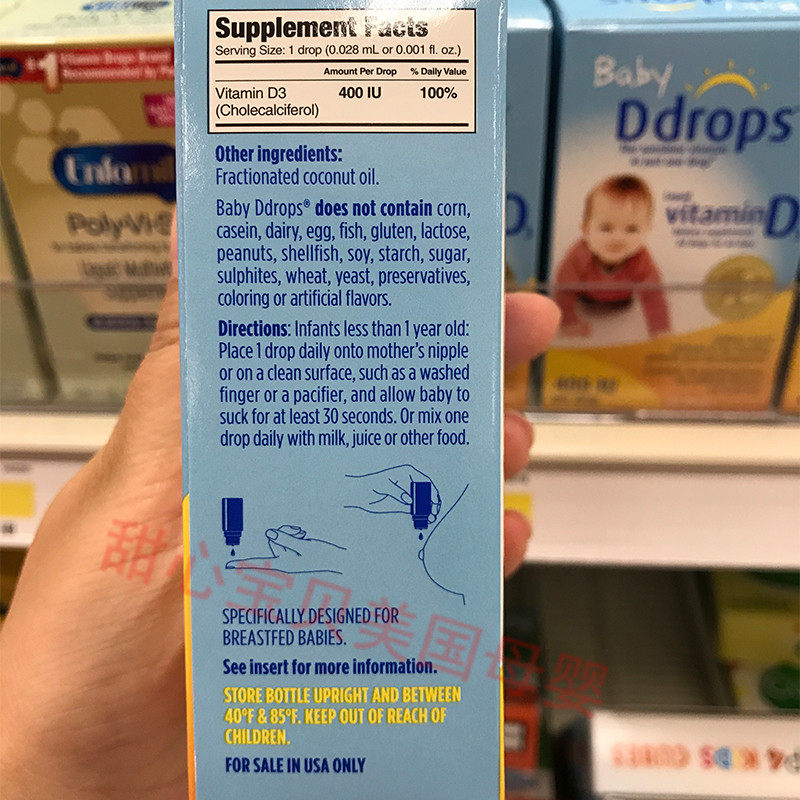 Supplement Facts
Serving Size: 1 drop (0.028 mL or 0.001 fl. oz.)
Amount Per Drop % Daily Value
Vitamin D3 400 IU 100%
(Cholecalciferol)
Other ingredients:
Fractionated coconut oil.
Baby Ddrops® does not contain corn,
casein, dairy, egg, fish, gluten, lactose,
peanuts, shellfish, soy, starch, sugar,
sulphites, wheat, yeast, preservatives,
coloring or artificial flavors.
Directions: Infants less than 1 year old:
Place 1 drop daily onto mother's nipple
or on a clean surface, such as a washed
finger or a pacifier, and allow baby to
suck for at least 30 seconds. Or mix one
drop daily with milk, juice or other food.
SPECIFICALLY DESIGNED FOR
BREASTFED BABIES.
See insert for more information.
STORE BOTTLE UPRIGHT AND BETWEEN
40°F & 85°F. KEEP OUT OF REACH OF
CHILDREN.
FOR SALE IN USA ONLY
甜心宝贝美国母婴
Enfamil
PolyVi
Baby
Ddrops
vitamin D
400 IU